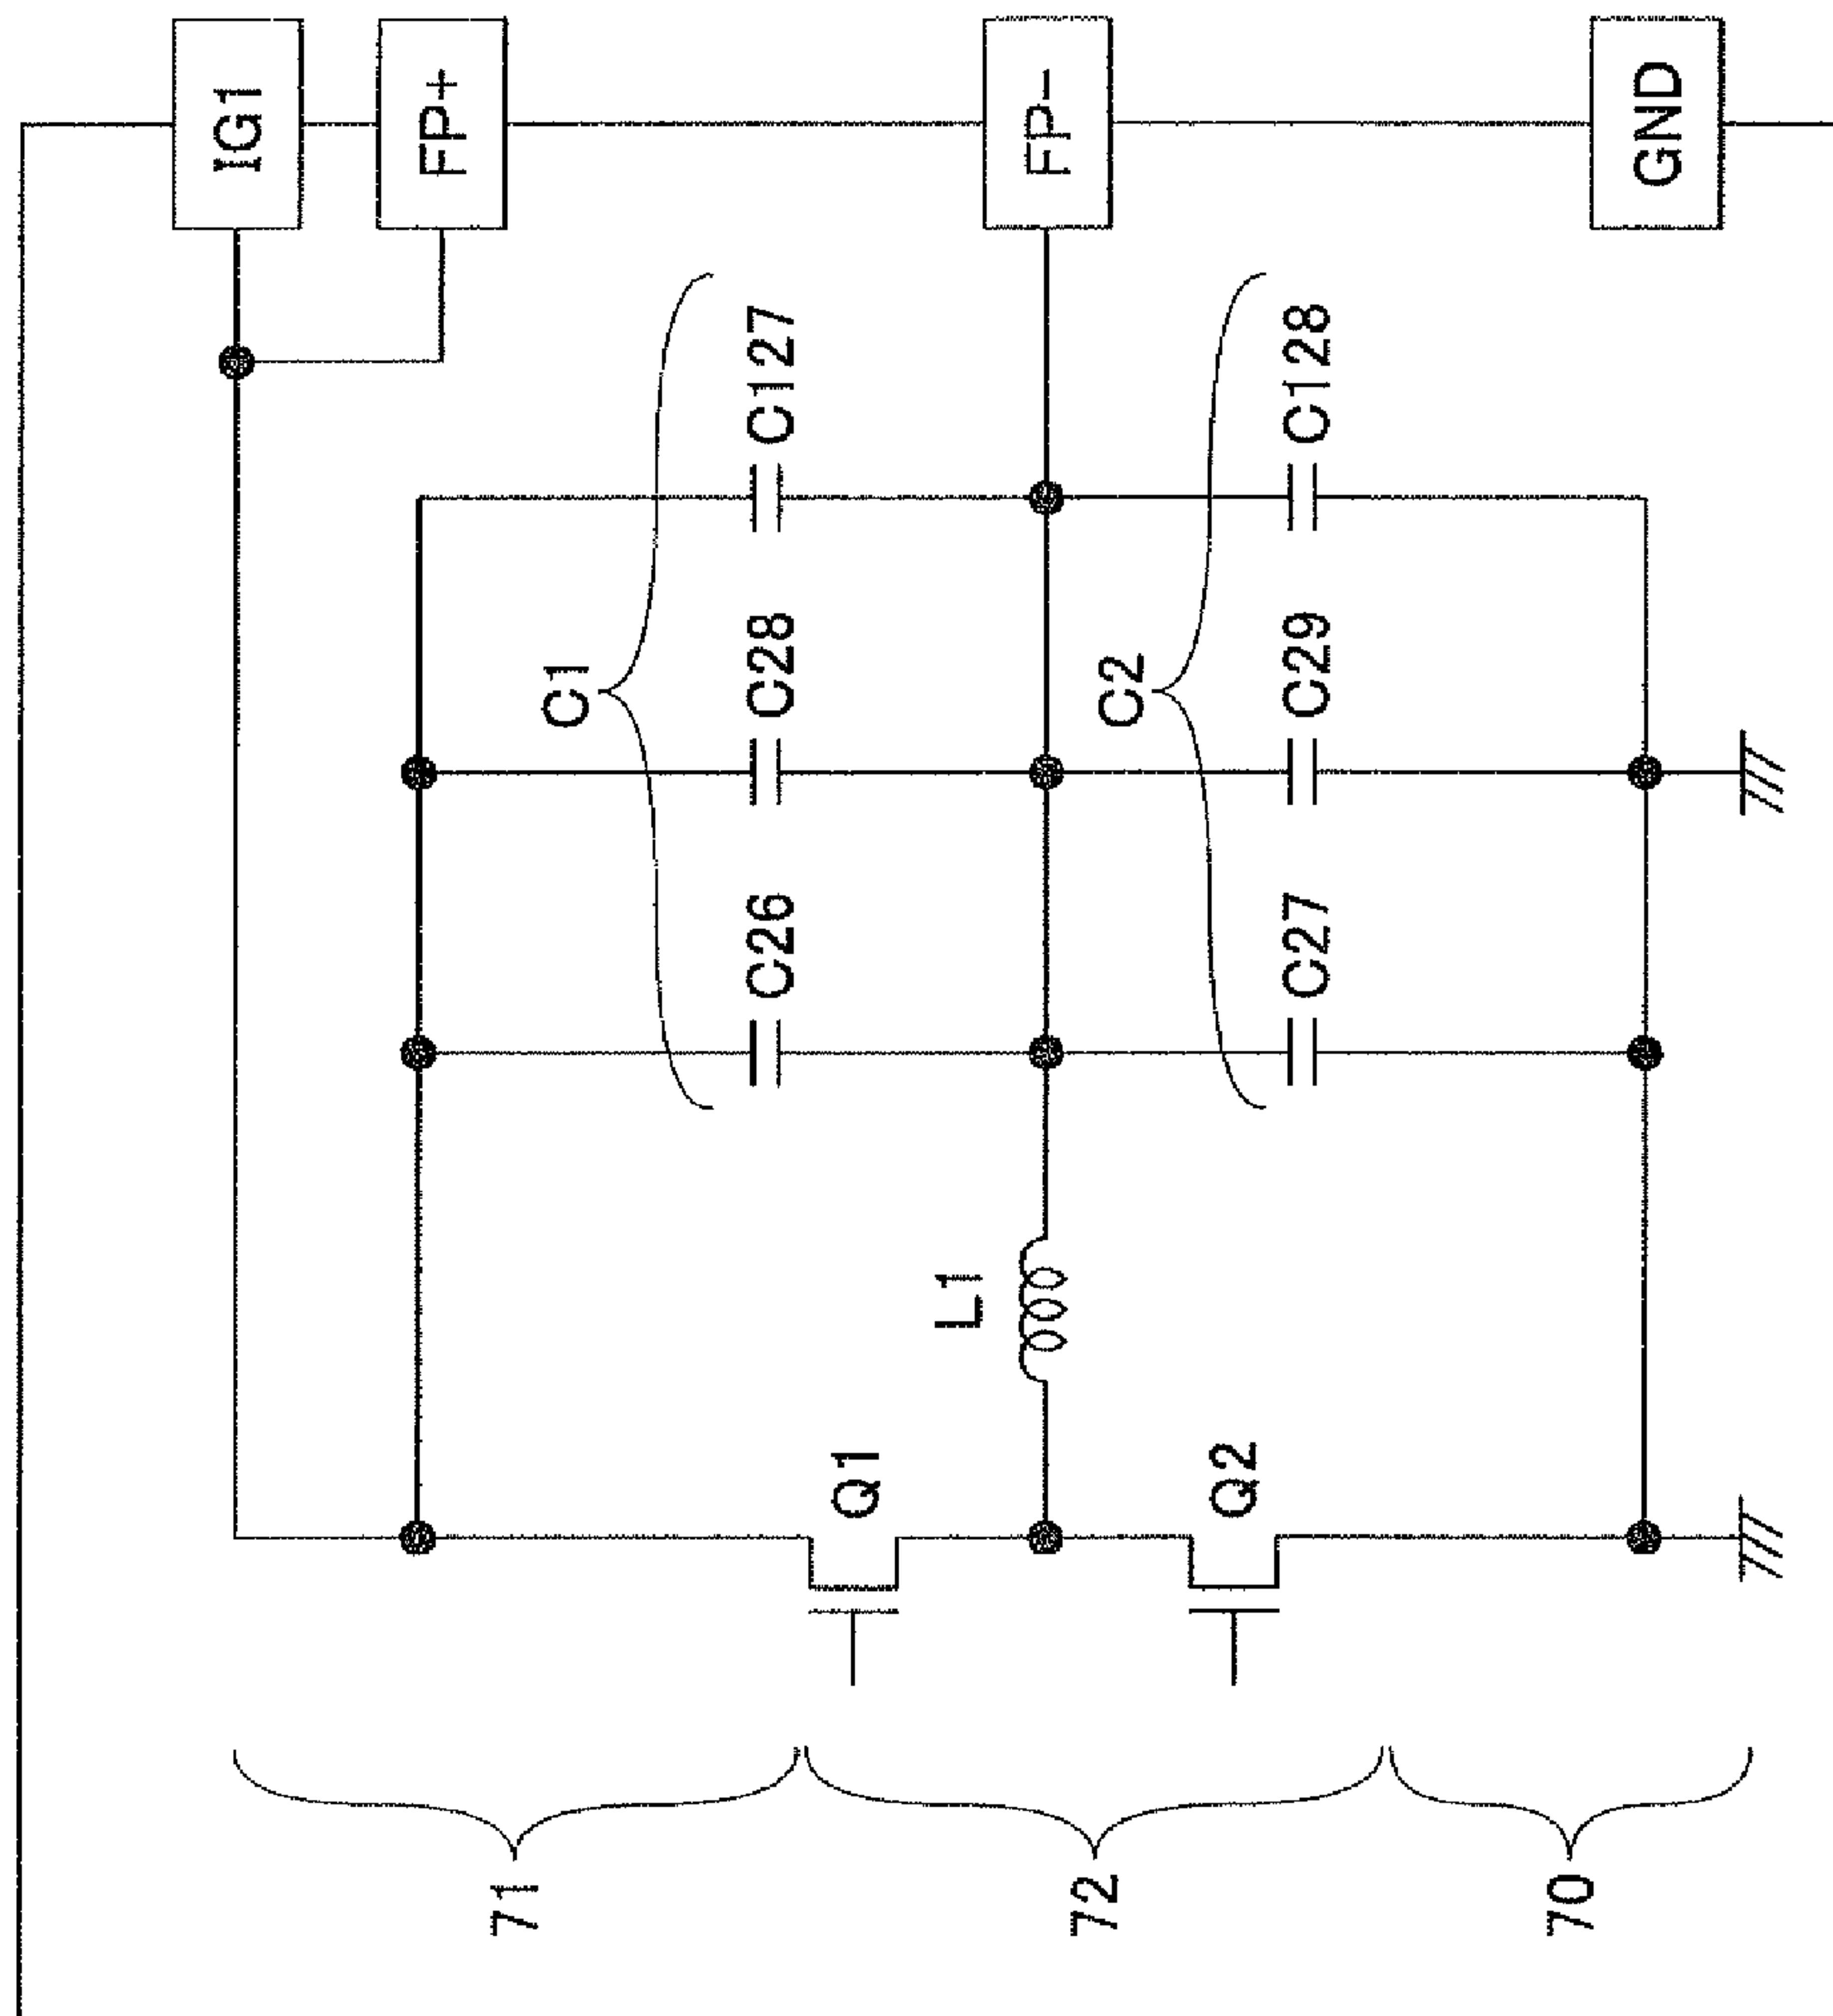 IG1
FP+
FP-
GND
C1
C127
C28
C26
C2
C128
C29
C27
L1
Q1
Q2
71
72
70